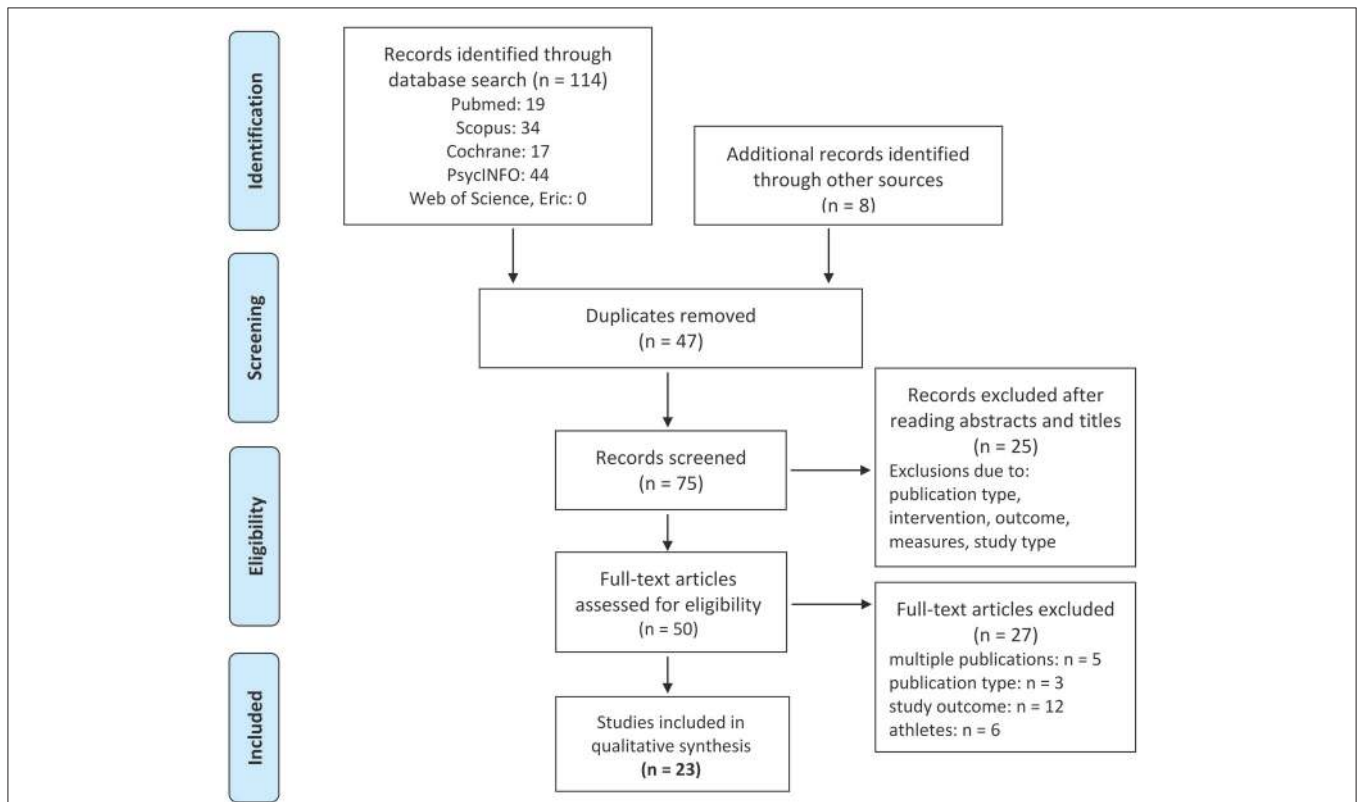 Identification
Records identified through
database search (n = 114)
Pubmed: 19
Scopus: 34
Cochrane: 17
PsycINFO: 44
Web of Science, Eric: 0
Additional records identified
through other sources
(n = 8)
Screening
Duplicates removed
(n = 47)
Records screened
(n = 75)
Records excluded after
reading abstracts and titles
(n = 25)
Exclusions due to:
publication type,
intervention, outcome,
measures, study type
Eligibility
Full-text articles
assessed for eligibility
(n = 50)
Full-text articles excluded
(n = 27)
multiple publications: n = 5
publication type: n = 3
study outcome: n = 12
athletes: n = 6
Included
Studies included in
qualitative synthesis
(n = 23)